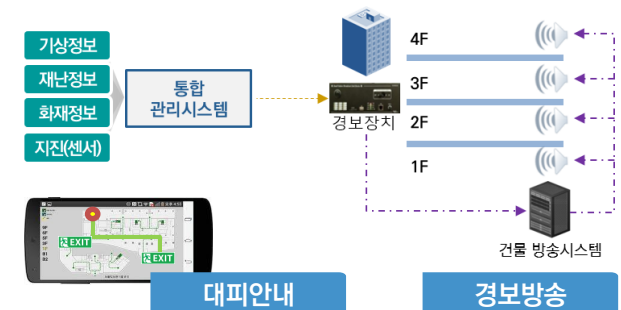 기상정보
재난정보
화재정보
지진(센서)
통합
관리시스템
경보장치
4F
3F
2F
1F
건물 방송시스템
EXIT
EXIT
대피안내
경보방송